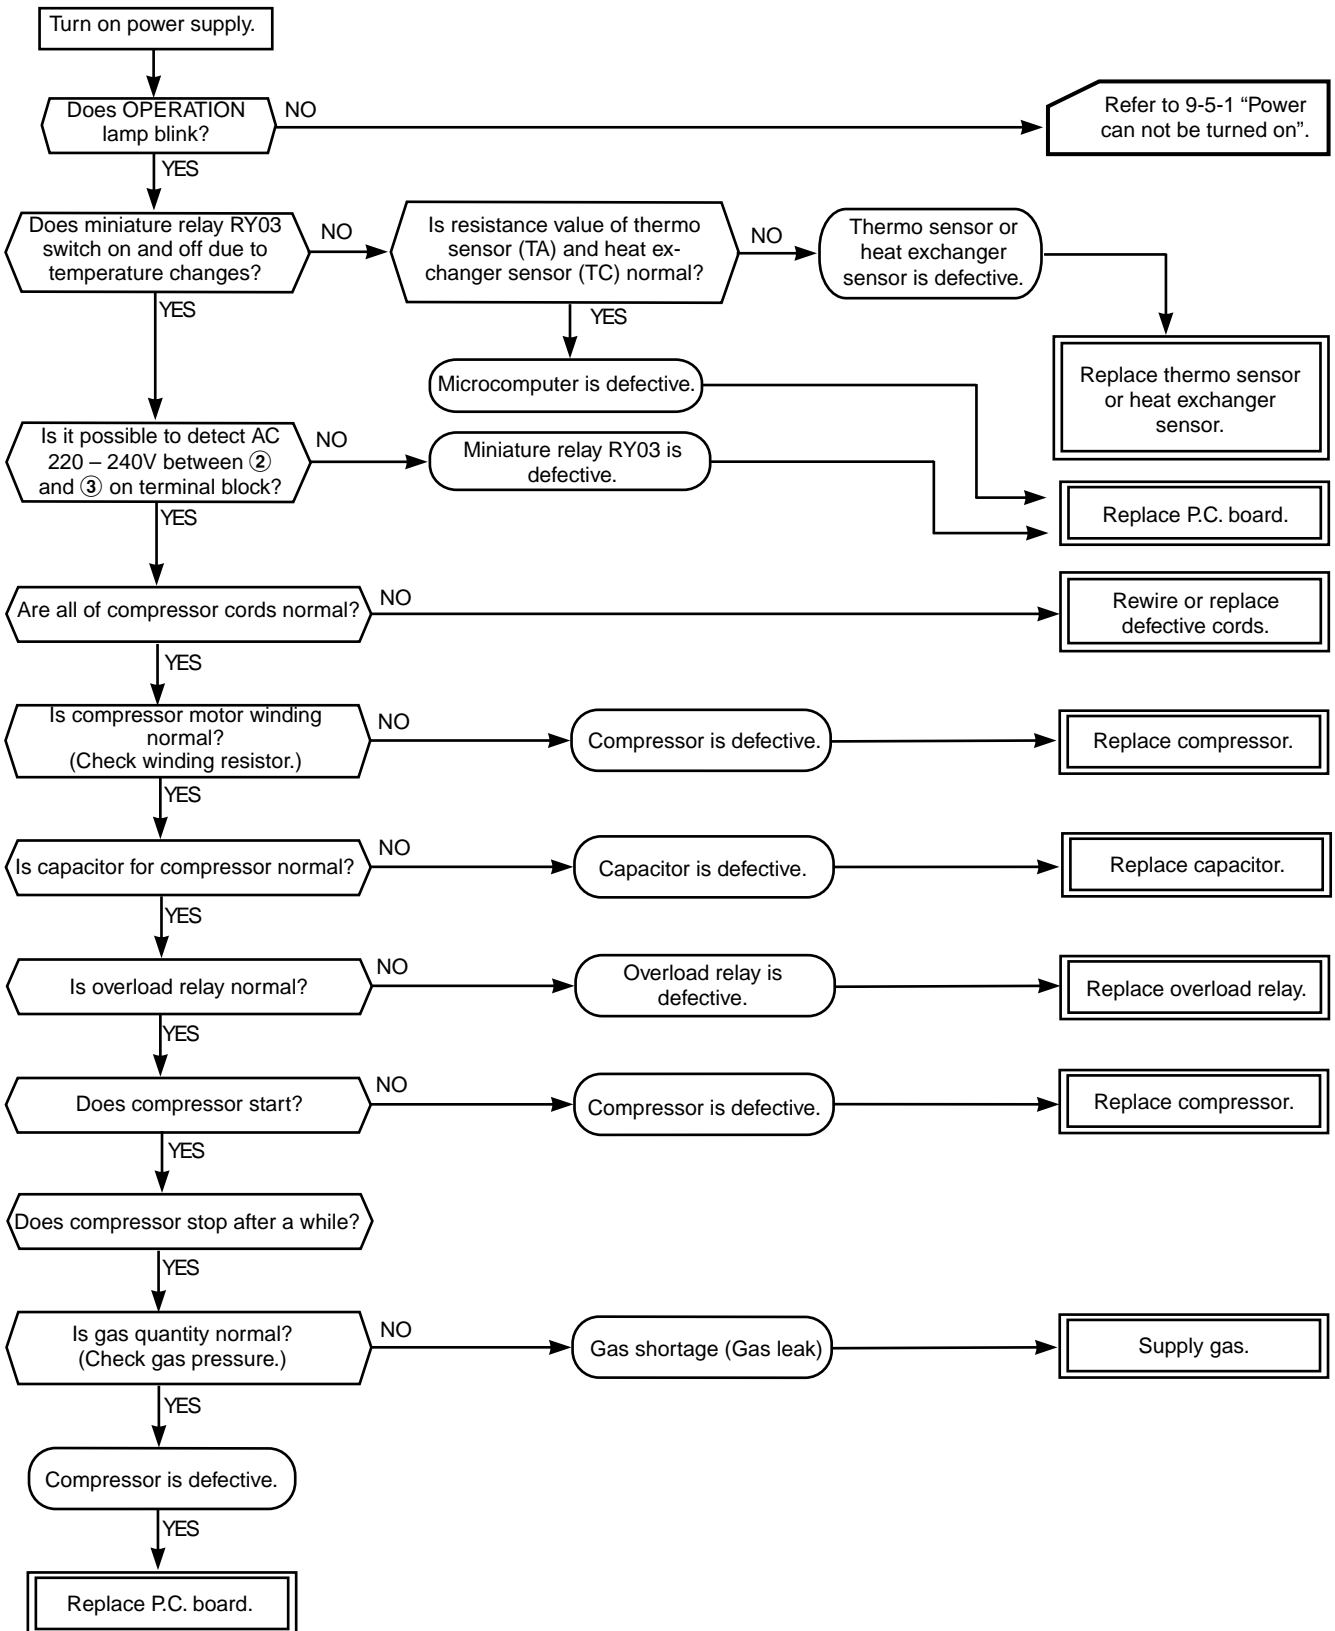 Turn on power supply.
Does OPERATION
lamp blink?
NO
Refer to 9-5-1 “Power
can not be turned on”.
YES
Does miniature relay RY03
switch on and off due to
temperature changes?
NO
Is resistance value of thermo
sensor (TA) and heat ex-
changer sensor (TC) normal?
NO
Thermo sensor or
heat exchanger
sensor is defective.
YES
YES
Microcomputer is defective.
Replace thermo sensor
or heat exchanger
sensor.
Is it possible to detect AC
220 – 240V between ②
and ③ on terminal block?
NO
Miniature relay RY03 is
defective.
Replace P.C. board.
YES
Are all of compressor cords normal?
NO
Rewire or replace
defective cords.
YES
Is compressor motor winding
normal?
(Check winding resistor.)
NO
Compressor is defective.
Replace compressor.
YES
Is capacitor for compressor normal?
NO
Capacitor is defective.
Replace capacitor.
YES
Is overload relay normal?
NO
Overload relay is
defective.
Replace overload relay.
YES
Does compressor start?
NO
Compressor is defective.
Replace compressor.
YES
Does compressor stop after a while?
YES
Is gas quantity normal?
(Check gas pressure.)
NO
Gas shortage (Gas leak)
Supply gas.
YES
Compressor is defective.
YES
Replace P.C. board.